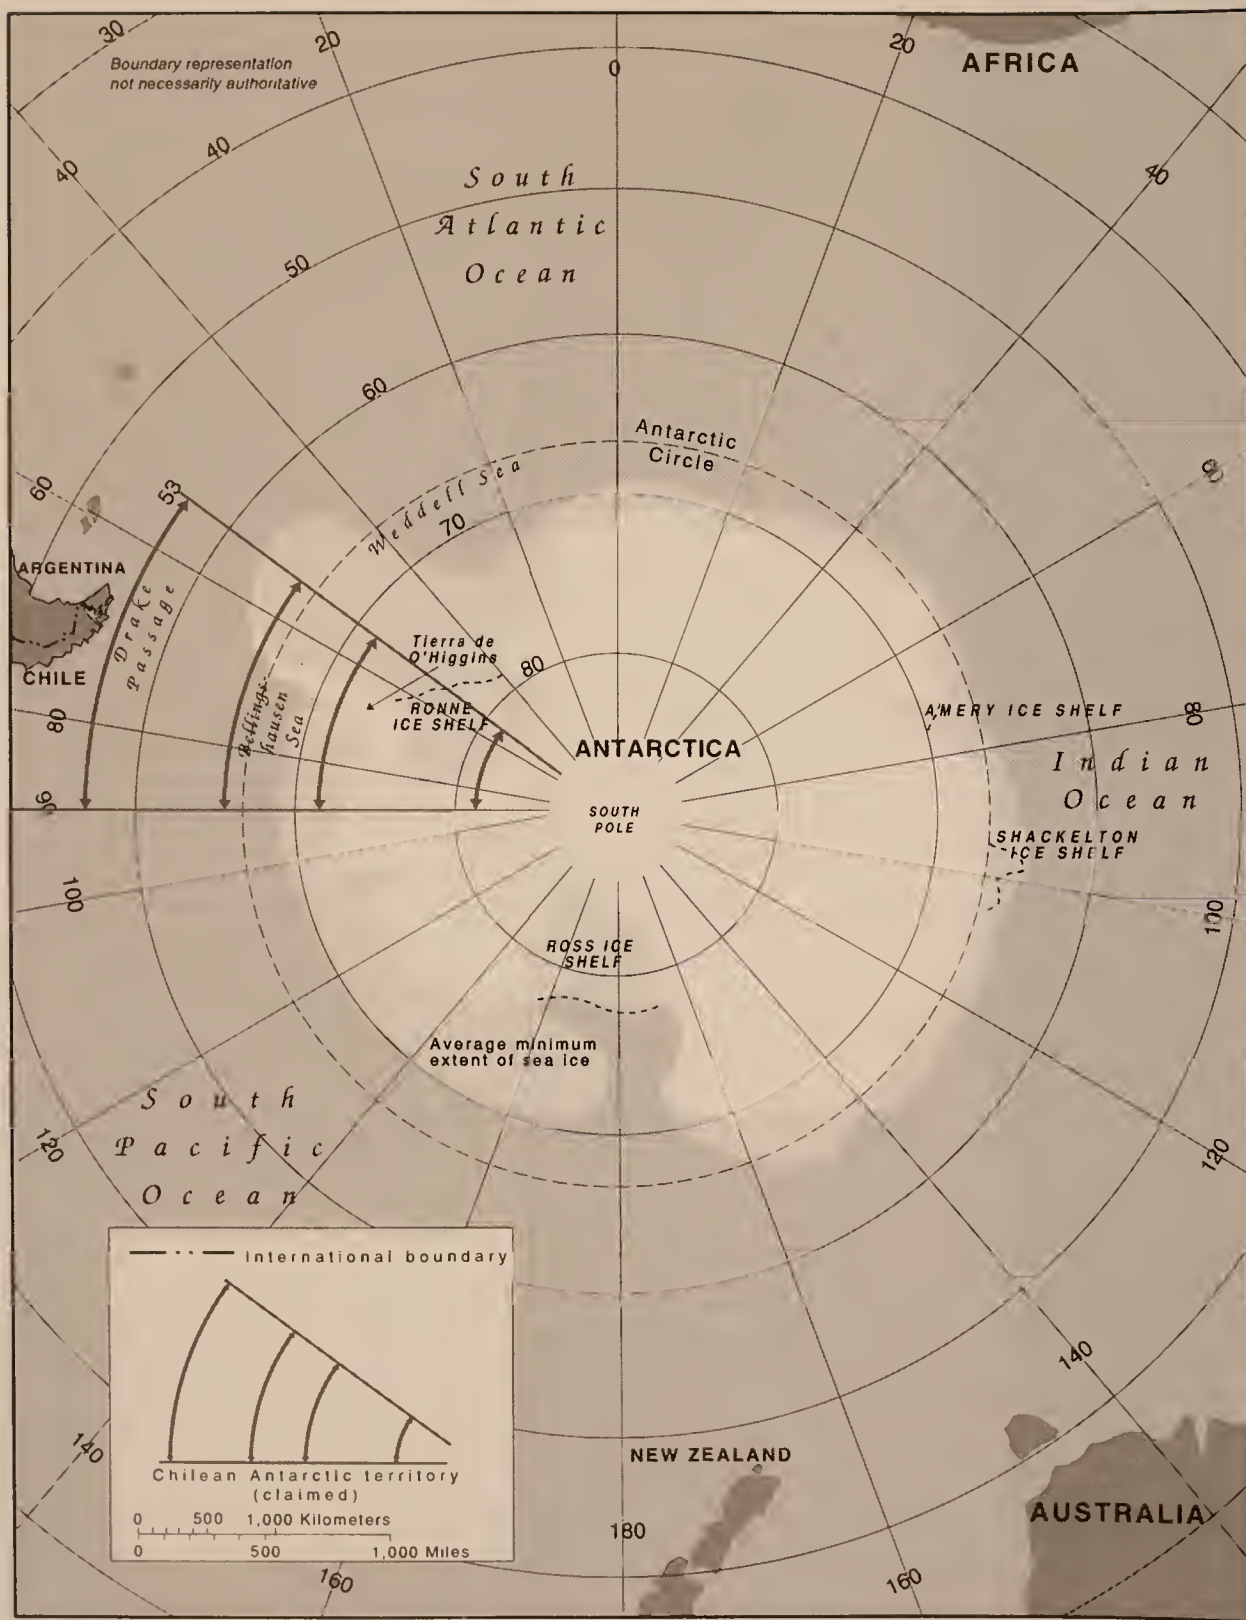 30
20
20
AFRICA
Boundary representation
not necessarily authoritative
0
40
40
40
South
Atlantic
Ocean
50
60
Antarctic
Circle
Weddell Sea
70
60
53
ARGENTINA
Drake
Passage
CHILE
Tierra de
O'Higgins
80
RONNE
ICE SHELF
Bellings-
hausen
Sea
80
ANTARCTICA
AMERY ICE SHELF
80
Indian
Ocean
90
SOUTH
POLE
SHACKELTON
ICE SHELF
100
100
ROSS ICE
SHELF
Average minimum
extent of sea ice
South
Pacific
Ocean
120
120
International boundary
140
140
Chilean Antarctic territory
(claimed)
0 500 1,000 Kilometers
0 500 1,000 Miles
NEW ZEALAND
AUSTRALIA
180
160
160